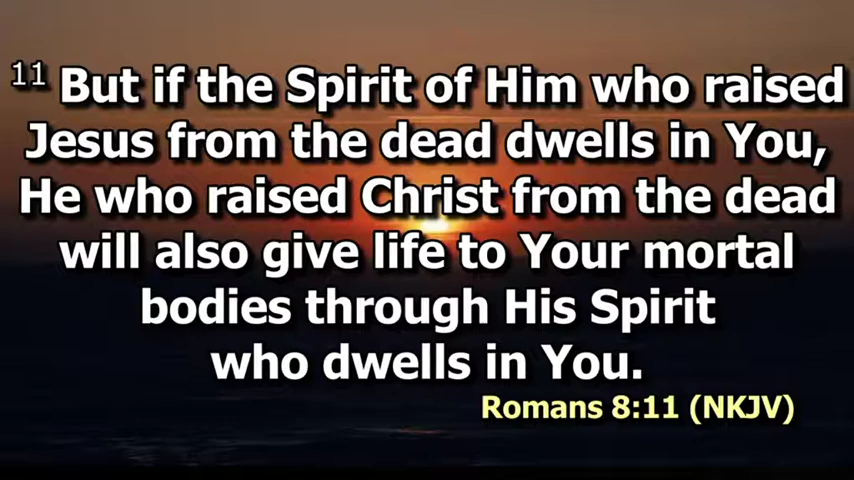 11 But if the Spirit of Him who raised
Jesus from the dead dwells in You,
He who raised Christ from the dead
will also give life to Your mortal
bodies through His Spirit
who dwells in You.
Romans 8:11 (NKJV)